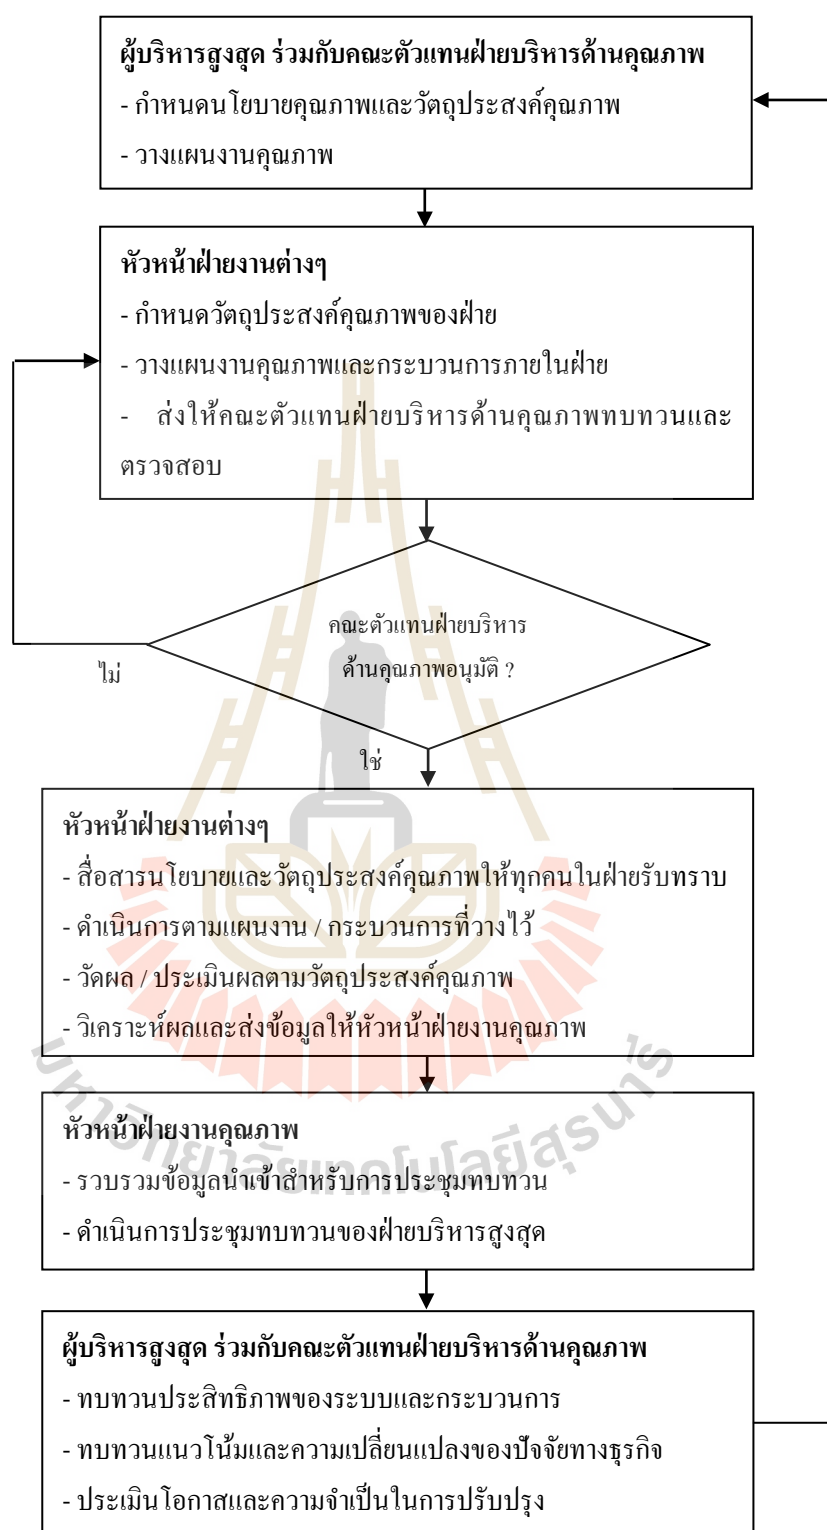 ผู้บริหารสูงสุด ร่วมกับคณะตัวแทนฝ่ายบริหารด้านคุณภาพ
- กำหนดนโยบายคุณภาพและวัตถุประสงค์คุณภาพ
- วางแผนงานคุณภาพ
หัวหน้าฝ่ายงานต่างๆ
- กำหนดวัตถุประสงค์คุณภาพของฝ่าย
- วางแผนงานคุณภาพและกระบวนการภายในฝ่าย
- ส่งให้คณะตัวแทนฝ่ายบริหารด้านคุณภาพทบทวนและ
ตรวจสอบ
คณะตัวแทนฝ่ายบริหาร
ด้านคุณภาพอนุมัติ ?
ไม่
ใช่
หัวหน้าฝ่ายงานต่างๆ
- สื่อสารนโยบายและวัตถุประสงค์คุณภาพให้ทุกคนในฝ่ายรับทราบ
- ดำเนินการตามแผนงาน / กระบวนการที่วางไว้
- วัดผล / ประเมินผลตามวัตถุประสงค์คุณภาพ
- วิเคราะห์ผลและส่งข้อมูลให้หัวหน้าฝ่ายงานคุณภาพ
หัวหน้าฝ่ายงานคุณภาพ
- รวบรวมข้อมูลนำเข้าสำหรับการประชุมทบทวน
- ดำเนินการประชุมทบทวนของฝ่ายบริหารสูงสุด
มหาวิทยาลัยเทคโนโลยีสุรนารี
ผู้บริหารสูงสุด ร่วมกับคณะตัวแทนฝ่ายบริหารด้านคุณภาพ
- ทบทวนประสิทธิภาพของระบบและกระบวนการ
- ทบทวนแนวโน้มและความเปลี่ยนแปลงของปัจจัยทางธุรกิจ
- ประเมินโอกาสและความจำเป็นในการปรับปรุง